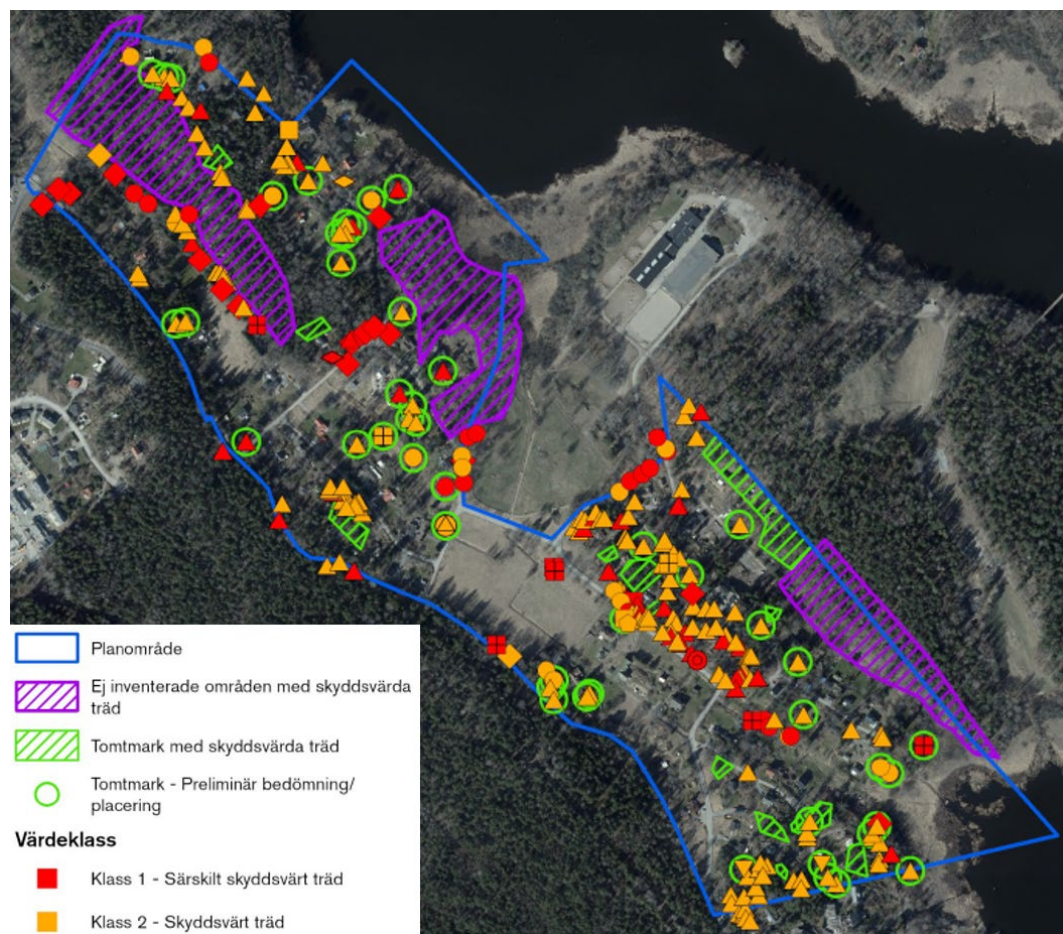 Planområde
Ej inventerade områden med skyddsvärda
träd
Tomtmark med skyddsvärda träd
Tomtmark - Preliminär bedömning/
placering
Värdeklass
Klass 1 - Särskilt skyddsvärt träd
Klass 2 - Skyddsvärt träd